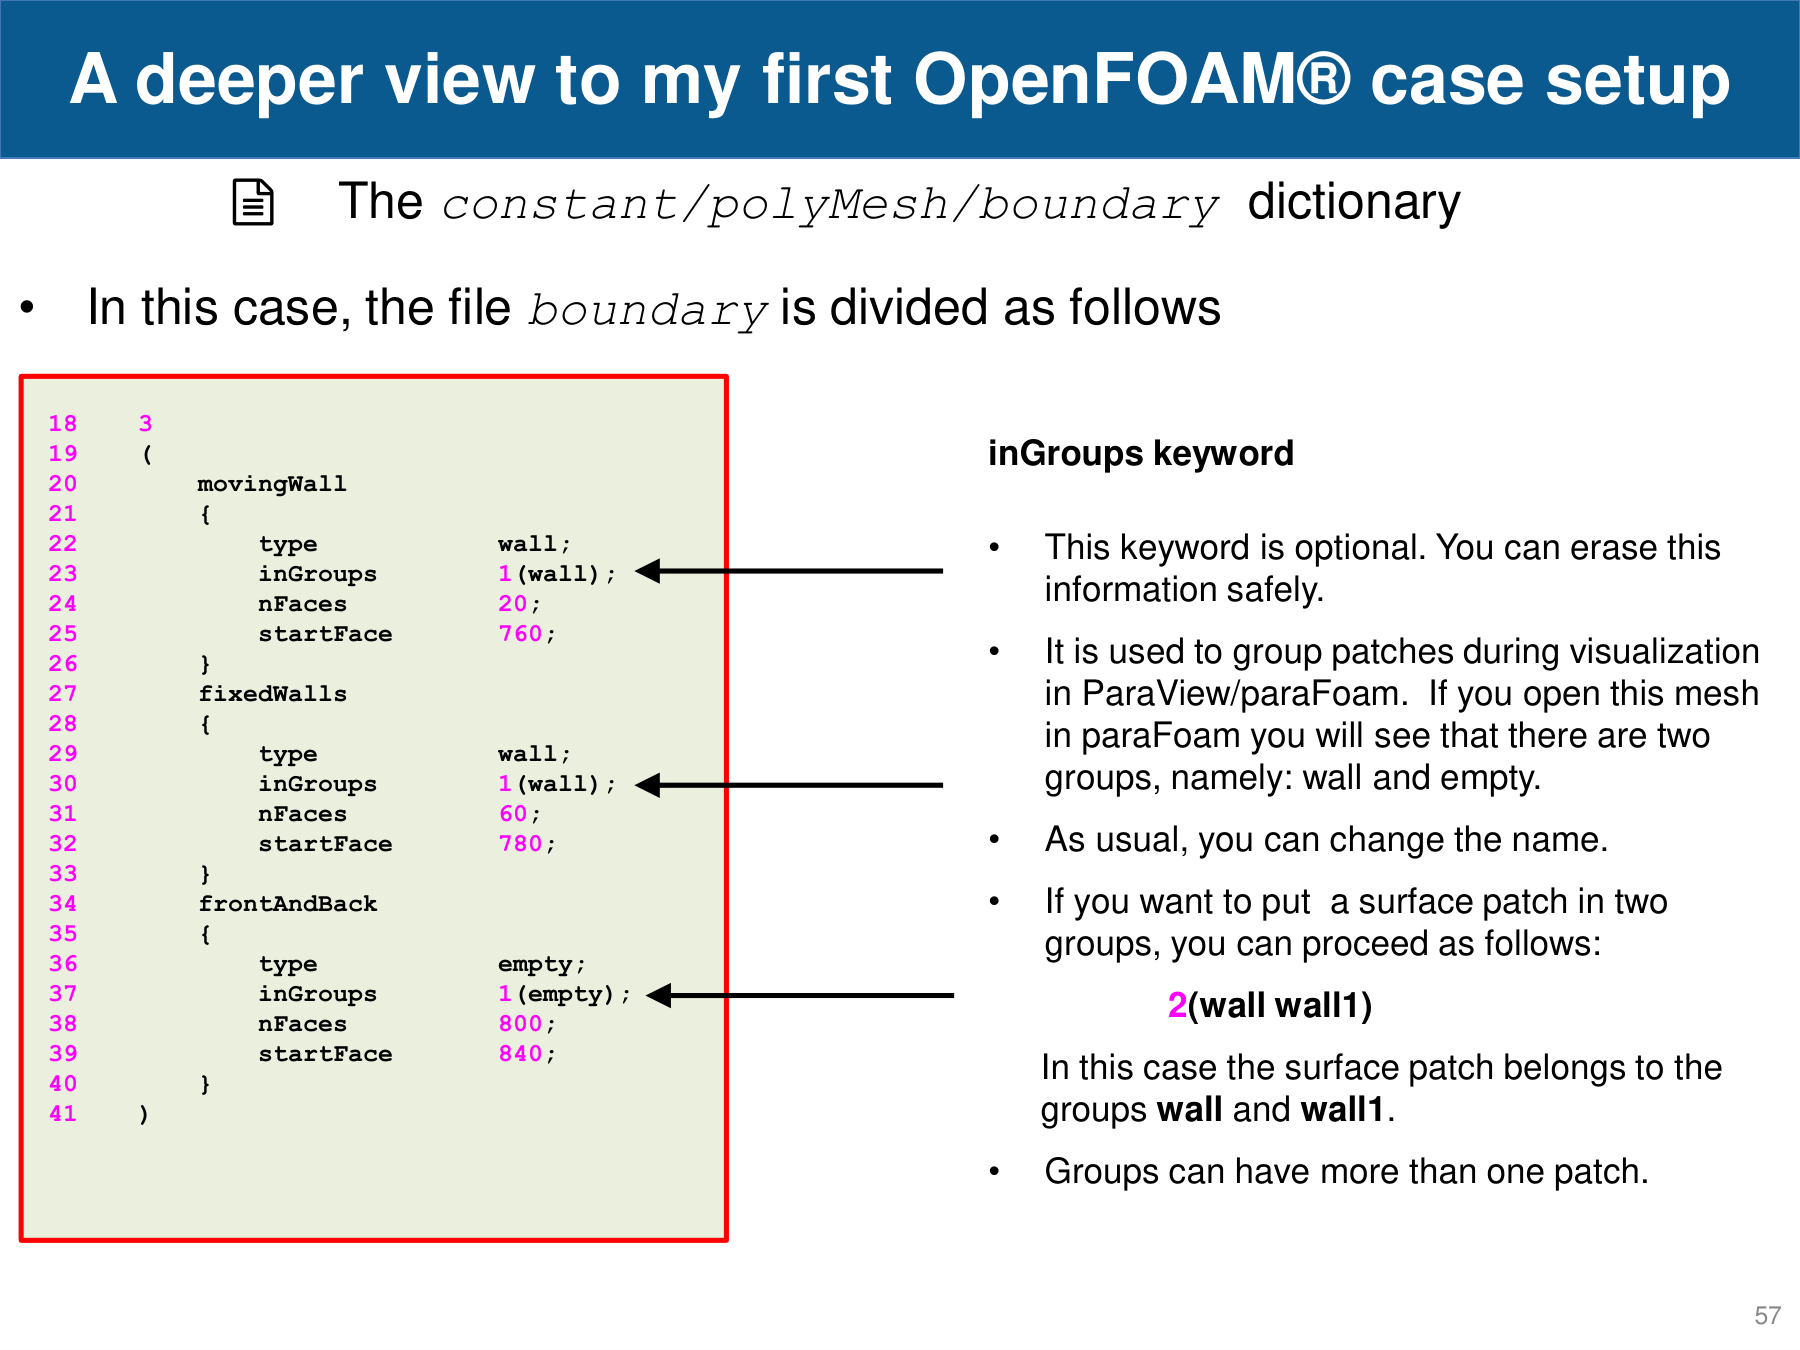 A deeper view to my first OpenFOAM® case setup
The constant/polyMesh/boundary dictionary
• In this case, the file boundary is divided as follows
18 3
19 (
20 movingWall
21 {
22 type wall;
23 inGroups 1(wall);
24 nFaces 20;
25 startFace 760;
26 }
27 fixedWalls
28 {
29 type wall;
30 inGroups 1(wall);
31 nFaces 60;
32 startFace 780;
33 }
34 frontAndBack
35 {
36 type empty;
37 inGroups 1(empty);
38 nFaces 800;
39 startFace 840;
40 }
41 )
inGroups keyword
• This keyword is optional. You can erase this
information safely.
• It is used to group patches during visualization
in ParaView/paraFoam. If you open this mesh
in paraFoam you will see that there are two
groups, namely: wall and empty.
• As usual, you can change the name.
• If you want to put a surface patch in two
groups, you can proceed as follows:
2(wall wall1)
In this case the surface patch belongs to the
groups wall and wall1.
• Groups can have more than one patch.
57